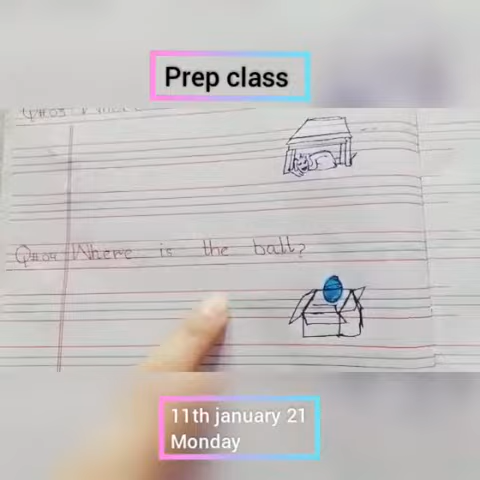 Prep class
Q#04 Where is the ball?
11th january 21
Monday